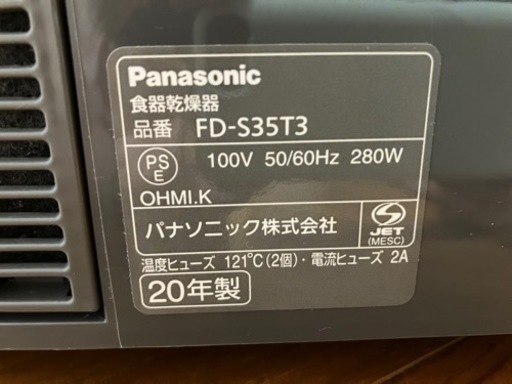 Panasonic
食器乾燥器
品番 FD-S35T3
PS
E
100V 50/60Hz 280W
OHMI.K
パナソニック株式会社
S
JET
(MESC)
温度ヒューズ 121℃(2個)・電流ヒューズ 2A
20年製